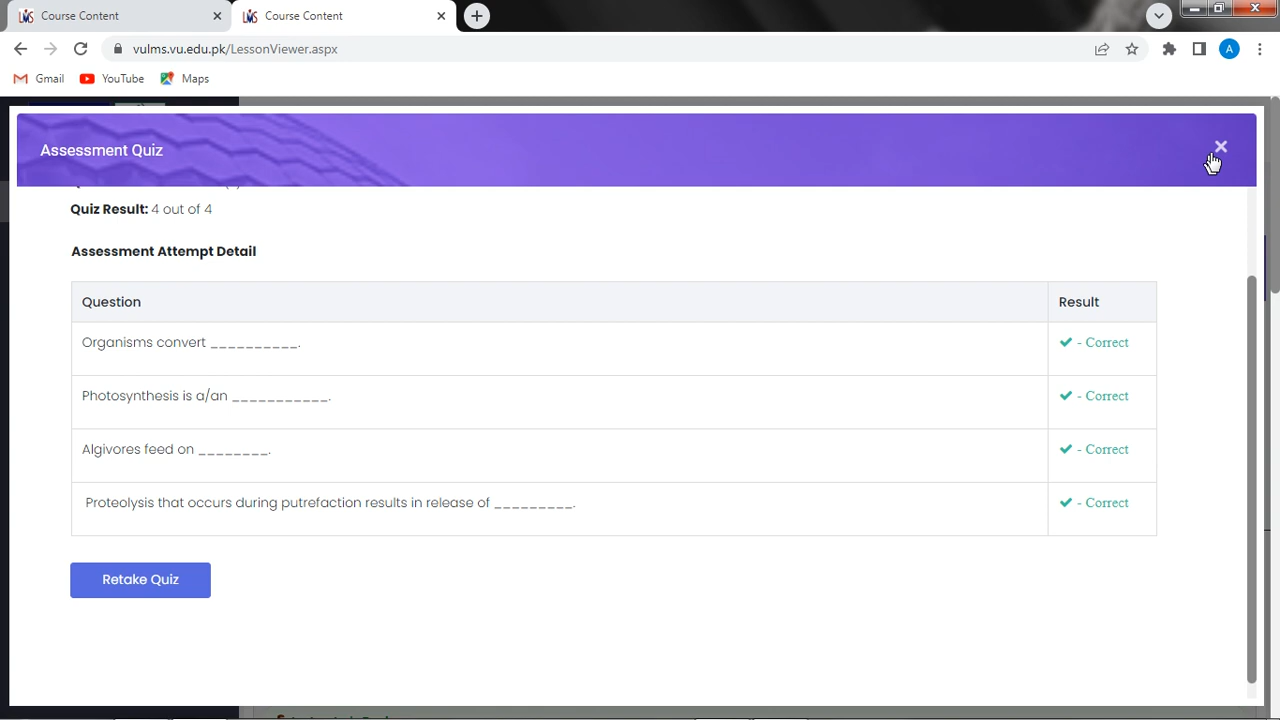 Course Content
Course Content
vulms.vu.edu.pk/LessonViewer.aspx
A
Gmail
YouTube
Maps
Assessment Quiz
Quiz Result: 4 out of 4
Assessment Attempt Detail
Question
Result
Organisms convert __________.
- Correct
Photosynthesis is a/an ___________.
- Correct
Algivores feed on ________.
- Correct
Proteolysis that occurs during putrefaction results in release of _________.
- Correct
Retake Quiz